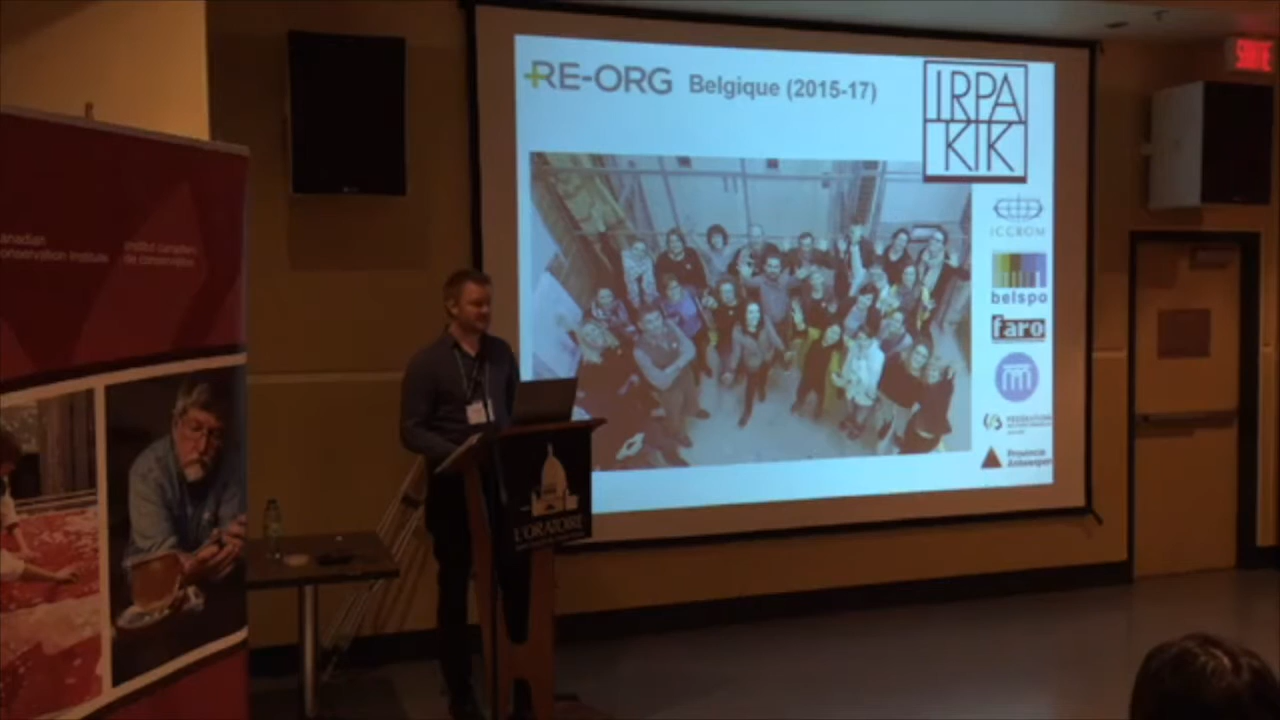 +RE-ORG Belgique (2015-17)
IRPA
KIK
ICCROM
belspo
faro
Provincie
Antwerpen
SORTIE
anadian
onservation Institute
Institut canadien
de conservation
L'ORATOIRE